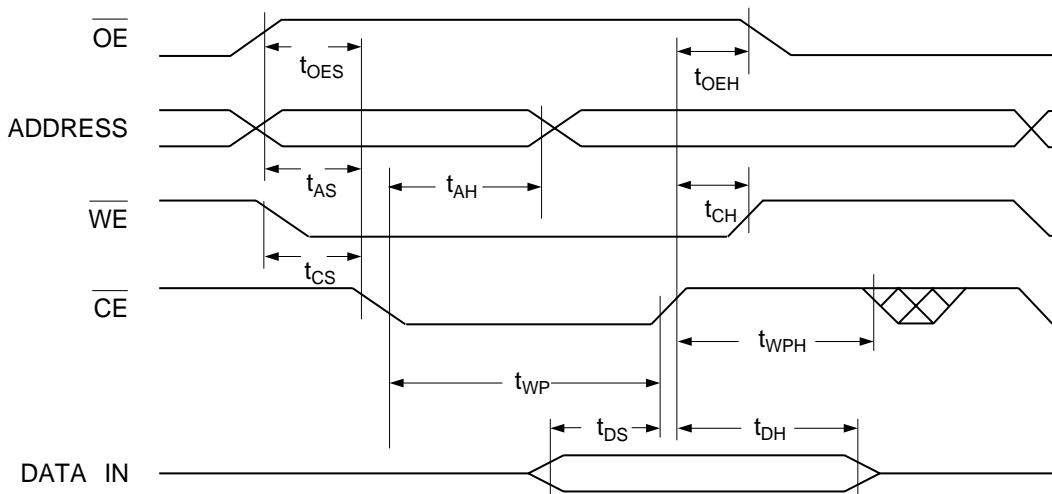 OE
tOES
tOEH
ADDRESS
tAS
tAH
WE
tCH
tCS
CE
tWPH
tWP
tDS
tDH
DATA IN